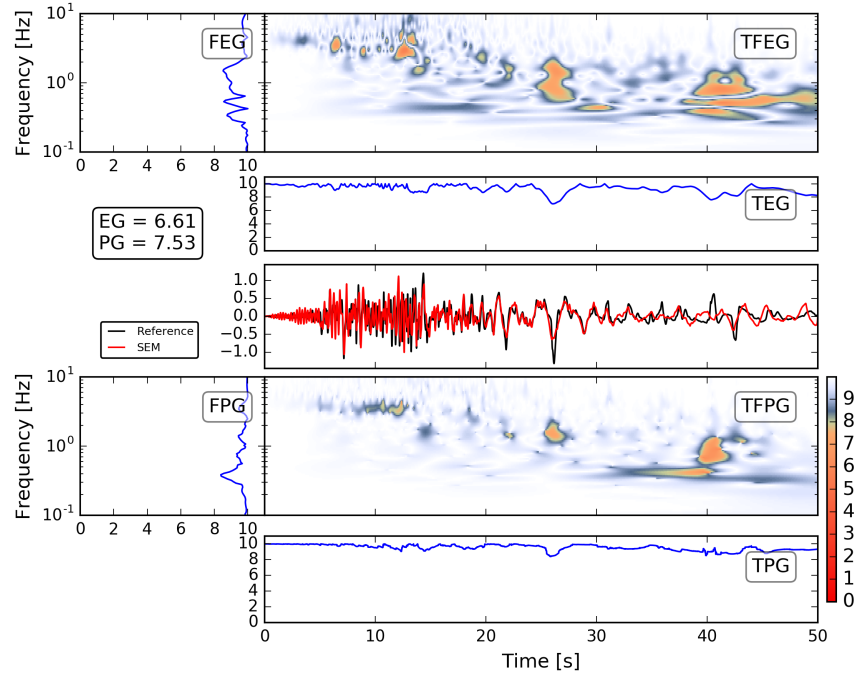 10¹
10⁰
10⁻¹
Frequency [Hz]
FEG
0 2 4 6 8 10
TFEG
10
8
6
4
2
0
TEG
EG = 6.61
PG = 7.53
1.0
0.5
0.0
−0.5
−1.0
Reference
SEM
10¹
10⁰
10⁻¹
Frequency [Hz]
FPG
0 2 4 6 8 10
TFPG
9
8
7
6
5
4
3
2
1
0
10
8
6
4
2
0
TPG
0 10 20 30 40 50
Time [s]